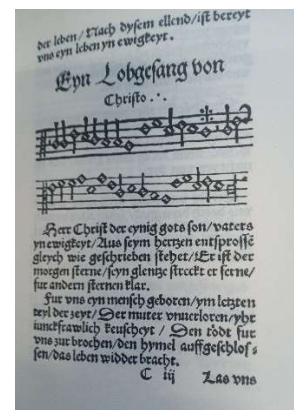 der leben / Nach dysem ellend / ist bereyt
vns eyn leben yn ewigkeyt .
Eyn Lobgesang von
Christo .·.
Herr Christ der eynig gots son / vaters
yn ewigkeyt / Aus seym hertzen entsprossē
gleych wie geschrieben stehet / Er ist der
morgen sterne / seyn glentze streckt er ferne /
fur andern sternen klar .
Fur vns eyn mensch geboren / ym letzten
teyl der zeyt / Der muter vnuerloren / yhr
iunckfrawlich keuscheyt / Den todt fur
vns zur brochen / den hymel auffgeschlos⸗
sen / das leben widder bracht .
C iij Las vns